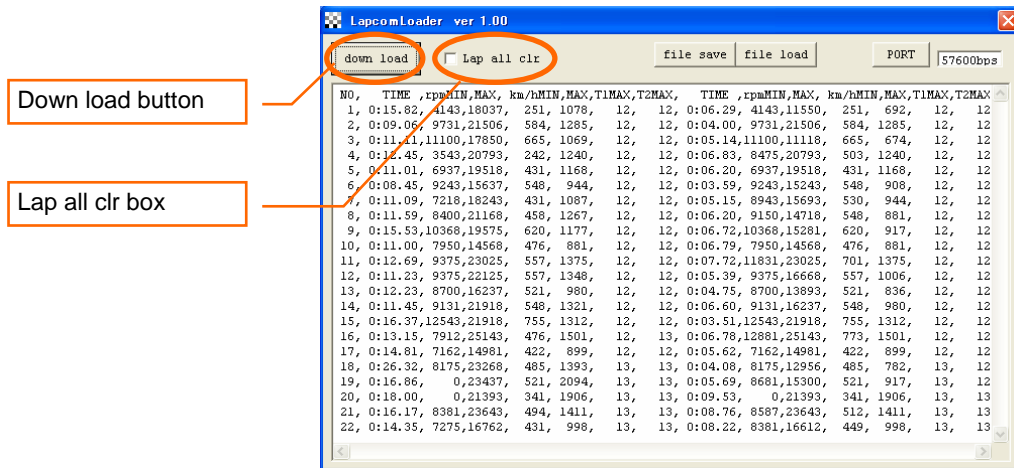 LapcomLoader ver 1.00
down load
Lap all clr
file save
file load
PORT
57600bps
Down load button
Lap all clr box
NO, TIME ,rpmMIN,MAX, km/hMIN,MAX,T1MAX,T2MAX, TIME ,rpmMIN,MAX, km/hMIN,MAX,T1MAX,T2MAX
1, 0:15.82, 4143,18037, 251, 1078, 12, 12, 0:06.29, 4143,11550, 251, 692, 12, 12
2, 0:09.06, 9731,21506, 584, 1285, 12, 12, 0:04.00, 9731,21506, 584, 1285, 12, 12
3, 0:11.11,11100,17850, 665, 1069, 12, 12, 0:05.14,11100,11118, 665, 674, 12, 12
4, 0:12.45, 3543,20793, 242, 1240, 12, 12, 0:06.83, 8475,20793, 503, 1240, 12, 12
5, 0:11.01, 6937,19518, 431, 1168, 12, 12, 0:06.20, 6937,19518, 431, 1168, 12, 12
6, 0:08.45, 9243,15637, 548, 944, 12, 12, 0:03.59, 9243,15243, 548, 908, 12, 12
7, 0:11.09, 7218,18243, 431, 1087, 12, 12, 0:05.15, 8943,15693, 530, 944, 12, 12
8, 0:11.59, 8400,21168, 458, 1267, 12, 12, 0:06.20, 9150,14718, 548, 881, 12, 12
9, 0:15.53,10368,19575, 620, 1177, 12, 12, 0:06.72,10368,15281, 620, 917, 12, 12
10, 0:11.00, 7950,14568, 476, 881, 12, 12, 0:06.79, 7950,14568, 476, 881, 12, 12
11, 0:12.69, 9375,23025, 557, 1375, 12, 12, 0:07.72,11831,23025, 701, 1375, 12, 12
12, 0:11.23, 9375,22125, 557, 1348, 12, 12, 0:05.39, 9375,16668, 557, 1006, 12, 12
13, 0:12.23, 8700,16237, 521, 980, 12, 12, 0:04.75, 8700,13893, 521, 836, 12, 12
14, 0:11.45, 9131,21918, 548, 1321, 12, 12, 0:06.60, 9131,16237, 548, 980, 12, 12
15, 0:16.37,12543,21918, 755, 1312, 12, 12, 0:03.51,12543,21918, 755, 1312, 12, 12
16, 0:13.15, 7912,25143, 476, 1501, 12, 13, 0:06.78,12881,25143, 773, 1501, 12, 12
17, 0:14.81, 7162,14981, 422, 899, 12, 12, 0:05.62, 7162,14981, 422, 899, 12, 12
18, 0:26.32, 8175,23268, 485, 1393, 13, 13, 0:04.08, 8175,12956, 485, 782, 13, 12
19, 0:16.86, 0,23437, 521, 2094, 13, 13, 0:05.69, 8681,15300, 521, 917, 13, 12
20, 0:18.00, 0,21393, 341, 1906, 13, 13, 0:09.53, 0,21393, 341, 1906, 13, 13
21, 0:16.17, 8381,23643, 494, 1411, 13, 13, 0:08.76, 8587,23643, 512, 1411, 13, 13
22, 0:14.35, 7275,16762, 431, 998, 13, 13, 0:08.22, 8381,16612, 449, 998, 13, 13